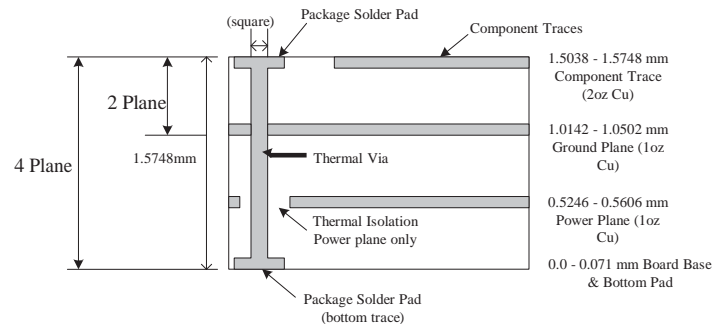 (square)
Package Solder Pad
Component Traces
1.5038 - 1.5748 mm
Component Trace
(2oz Cu)
2 Plane
1.0142 - 1.0502 mm
Ground Plane (1oz
Cu)
4 Plane
1.5748mm
Thermal Via
0.5246 - 0.5606 mm
Power Plane (1oz
Cu)
Thermal Isolation
Power plane only
0.0 - 0.071 mm Board Base
& Bottom Pad
Package Solder Pad
(bottom trace)